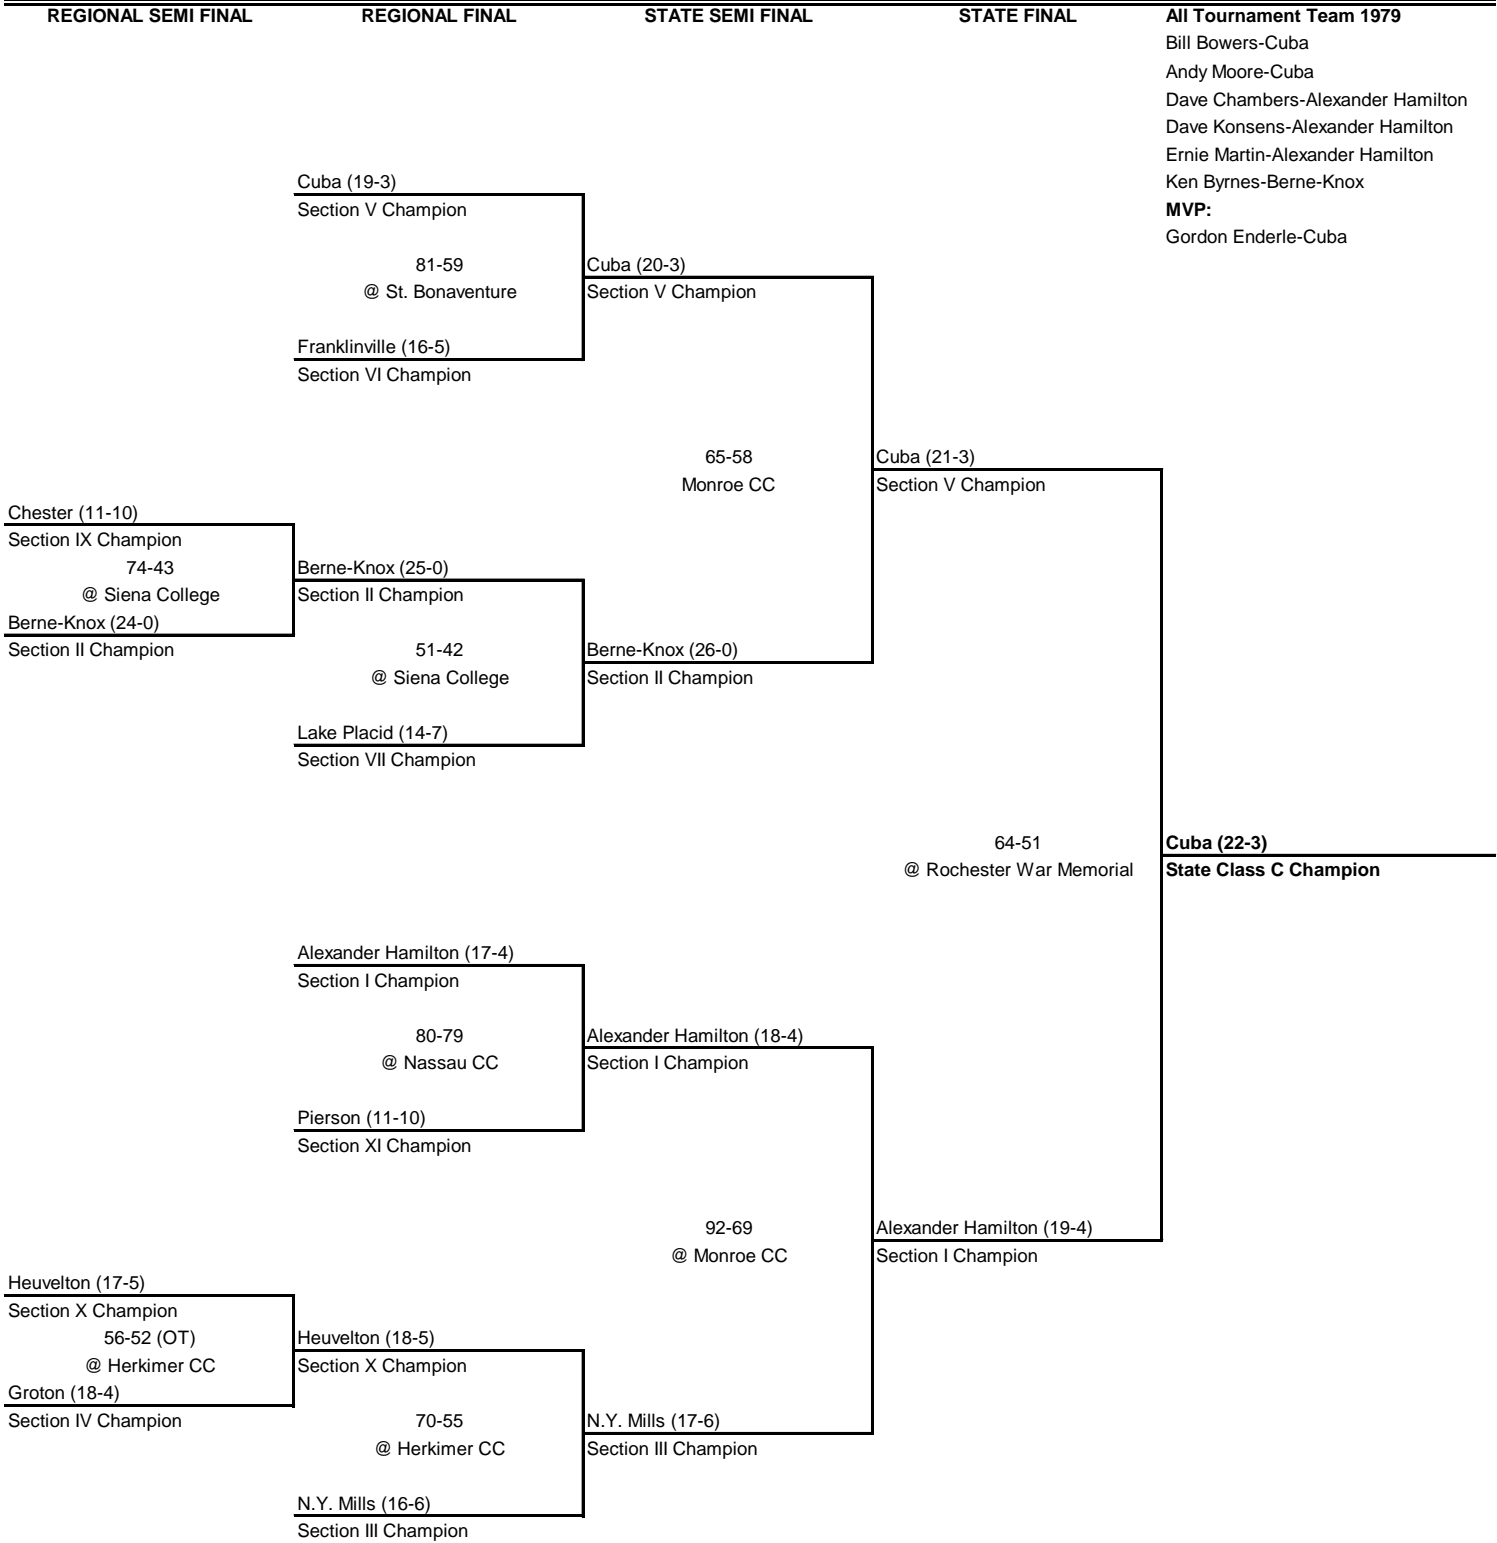 REGIONAL SEMI FINAL REGIONAL FINAL STATE SEMI FINAL STATE FINAL All Tournament Team 1979
Bill Bowers-Cuba
Andy Moore-Cuba
Dave Chambers-Alexander Hamilton
Dave Konsens-Alexander Hamilton
Ernie Martin-Alexander Hamilton
Cuba (19-3) Ken Byrnes-Berne-Knox
Section V Champion MVP:
Gordon Enderle-Cuba
81-59 Cuba (20-3)
@ St. Bonaventure Section V Champion
Franklinville (16-5)
Section VI Champion
65-58 Cuba (21-3)
Monroe CC Section V Champion
Chester (11-10)
Section IX Champion
74-43 Berne-Knox (25-0)
@ Siena College Section II Champion
Berne-Knox (24-0)
Section II Champion 51-42 Berne-Knox (26-0)
@ Siena College Section II Champion
Lake Placid (14-7)
Section VII Champion
64-51 Cuba (22-3)
@ Rochester War Memorial State Class C Champion
Alexander Hamilton (17-4)
Section I Champion
80-79 Alexander Hamilton (18-4)
@ Nassau CC Section I Champion
Pierson (11-10)
Section XI Champion
92-69 Alexander Hamilton (19-4)
@ Monroe CC Section I Champion
Heuvelton (17-5)
Section X Champion
56-52 (OT) Heuvelton (18-5)
@ Herkimer CC Section X Champion
Groton (18-4)
Section IV Champion 70-55 N.Y. Mills (17-6)
@ Herkimer CC Section III Champion
N.Y. Mills (16-6)
Section III Champion